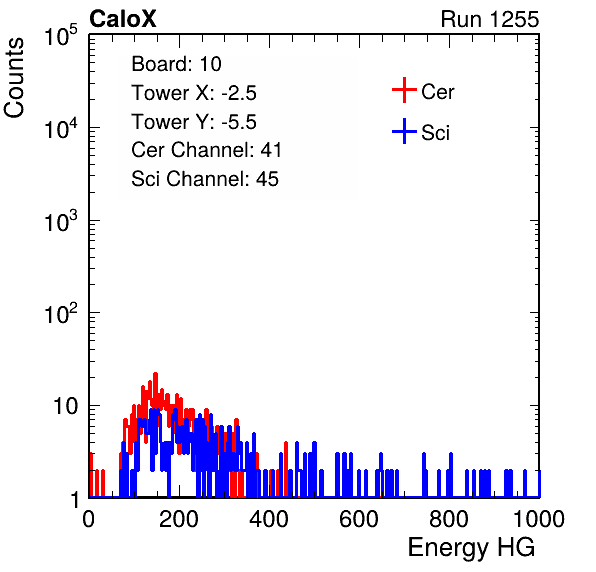 CaloX Run 1255
Counts
Board: 10
Tower X: -2.5
Tower Y: -5.5
Cer Channel: 41
Sci Channel: 45
Cer
Sci
10^5
10^4
10^3
10^2
10
1
0 200 400 600 800 1000
Energy HG